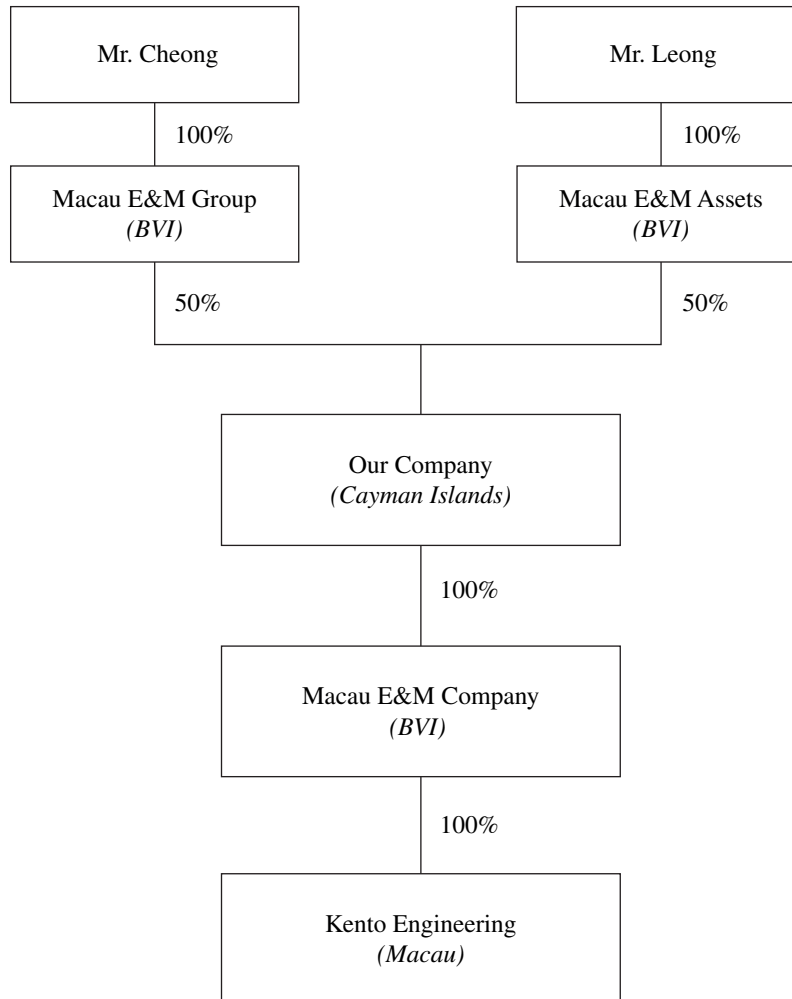 Mr. Cheong
Mr. Leong
100%
100%
Macau E&M Group
(BVI)
Macau E&M Assets
(BVI)
50%
50%
Our Company
(Cayman Islands)
100%
Macau E&M Company
(BVI)
100%
Kento Engineering
(Macau)